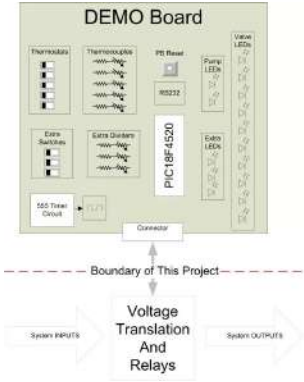 DEMO Board
Thermostats
Thermocouples
PB Reset
Valve
LEDs
Pump
LEDs
RS232
Extra
Switches
Extra Dividers
PIC18F4520
Extra
LEDs
555 Timer
Circuit
Connector
Boundary of This Project
System INPUTS
Voltage
Translation
And
Relays
System OUTPUTS